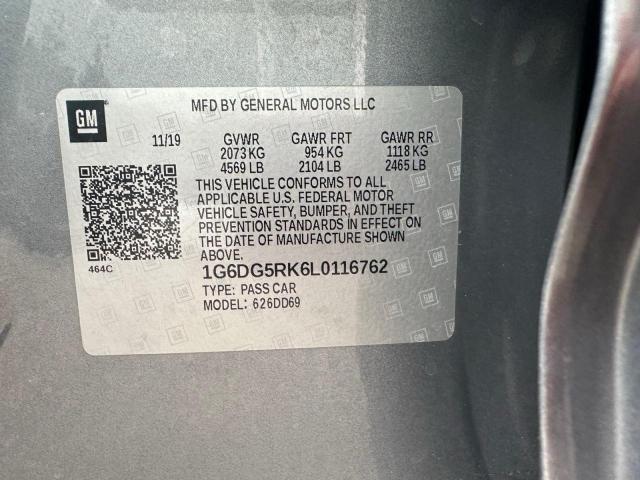 GM
MFD BY GENERAL MOTORS LLC
11/19 GVWR GAWR FRT GAWR RR
2073 KG 954 KG 1118 KG
4569 LB 2104 LB 2465 LB
THIS VEHICLE CONFORMS TO ALL
APPLICABLE U.S. FEDERAL MOTOR
VEHICLE SAFETY, BUMPER, AND THEFT
PREVENTION STANDARDS IN EFFECT ON
THE DATE OF MANUFACTURE SHOWN
ABOVE.
464C
1G6DG5RK6L0116762
TYPE: PASS CAR
MODEL: 626DD69